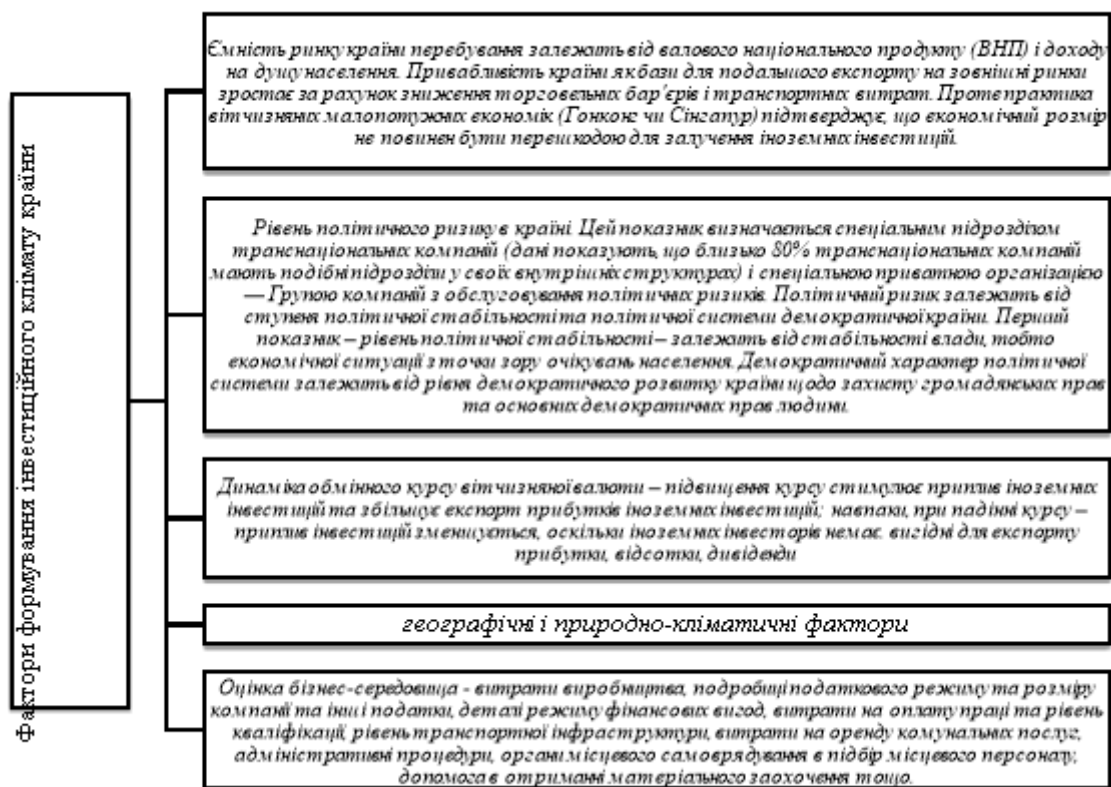 Фактори формування інвестиційного клімату країни
Ємність ринку країни перебування залежить від валового національного продукту (ВНП) і доходу
на душу населення. Привабливість країни як бази для подальшого експорту на зовнішні ринки
зростає за рахунок зниження торговельних бар'єрів і транспортних витрат. Проте практика
вітчизняних малопотужних економік (Гонконг чи Сінгапур) підтверджує, що економічний розмір
не повинен бути перешкодою для залучення іноземних інвестицій.
Рівень політичного ризику в країні. Цей показник визначається спеціальним підрозділом
транснаціональних компаній (дані показують, що близько 80% транснаціональних компаній
мають подібні підрозділи у своїх внутрішніх структурах) і спеціальною приватною організацією
— Групою компаній з обслуговування політичних ризиків. Політичний ризик залежить від
ступеня політичної стабільності та політичної системи демократичної країни. Перший
показник – рівень політичної стабільності – залежить від стабільності влади, тобто
економічної ситуації з точки зору очікувань населення. Демократичний характер політичної
системи залежить від рівня демократичного розвитку країни щодо захисту громадянських прав
та основних демократичних прав людини.
Динаміка обмінного курсу вітчизняної валюти – підвищення курсу стимулює приплив іноземних
інвестицій та збільшує експорт прибутків іноземних інвестицій; навпаки, при падінні курсу –
приплив інвестицій зменшується, оскільки іноземних інвесторів немає. вигідні для експорту
прибутки, відсотки, дивіденди
географічні і природно-кліматичні фактори
Оцінка бізнес-середовища - витрати виробництва, подробиці податкового режиму та розміру
компанії та інші податки, деталі режиму фінансових вигод, витрати на оплату праці та рівень
кваліфікації, рівень транспортної інфраструктури, витрати на оренду комунальних послуг,
адміністративні процедури, органи місцевого самоврядування в підбір місцевого персоналу,
допомога в отриманні матеріального заохочення тощо.